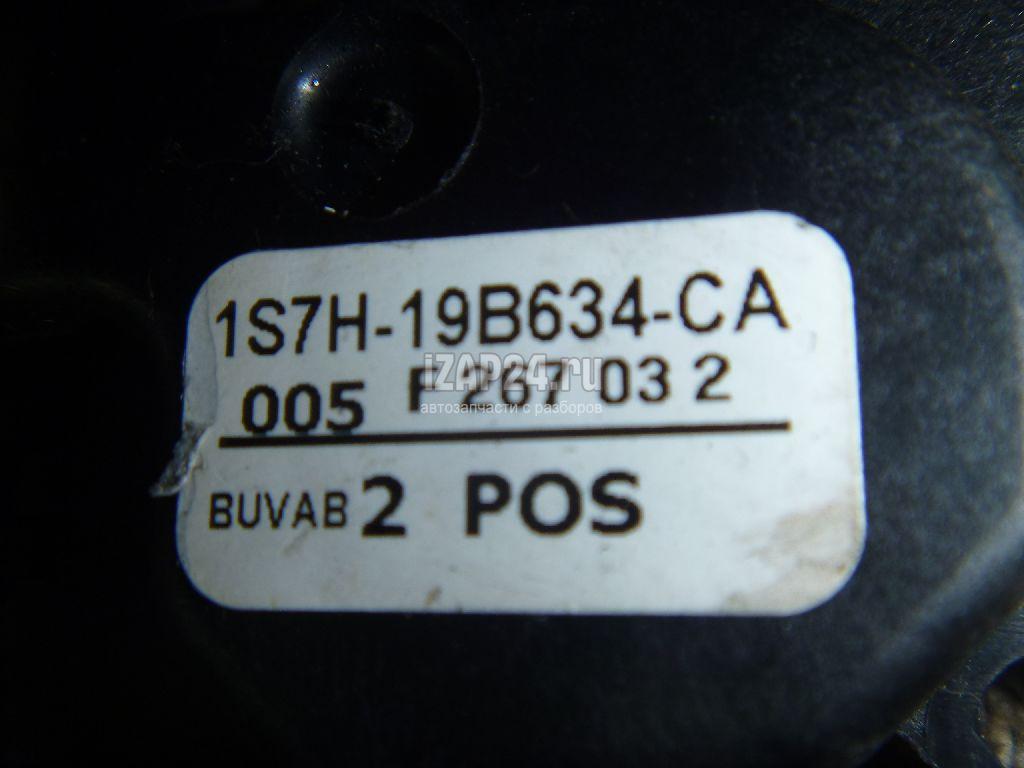 1S7H-19B634-CA
iZAP24.ru
005 F267 03 2
автозапчасти с разборов
BUVAB 2 POS